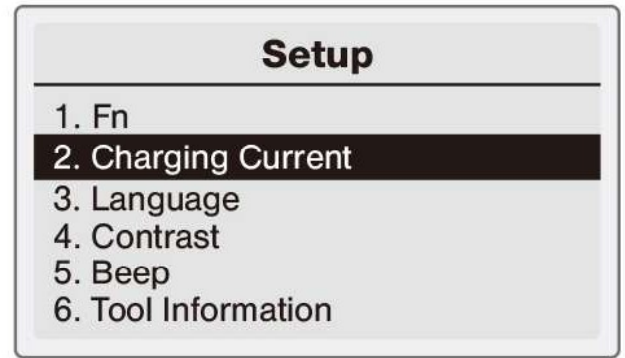 Setup
1. Fn
2. Charging Current
3. Language
4. Contrast
5. Beep
6. Tool Information